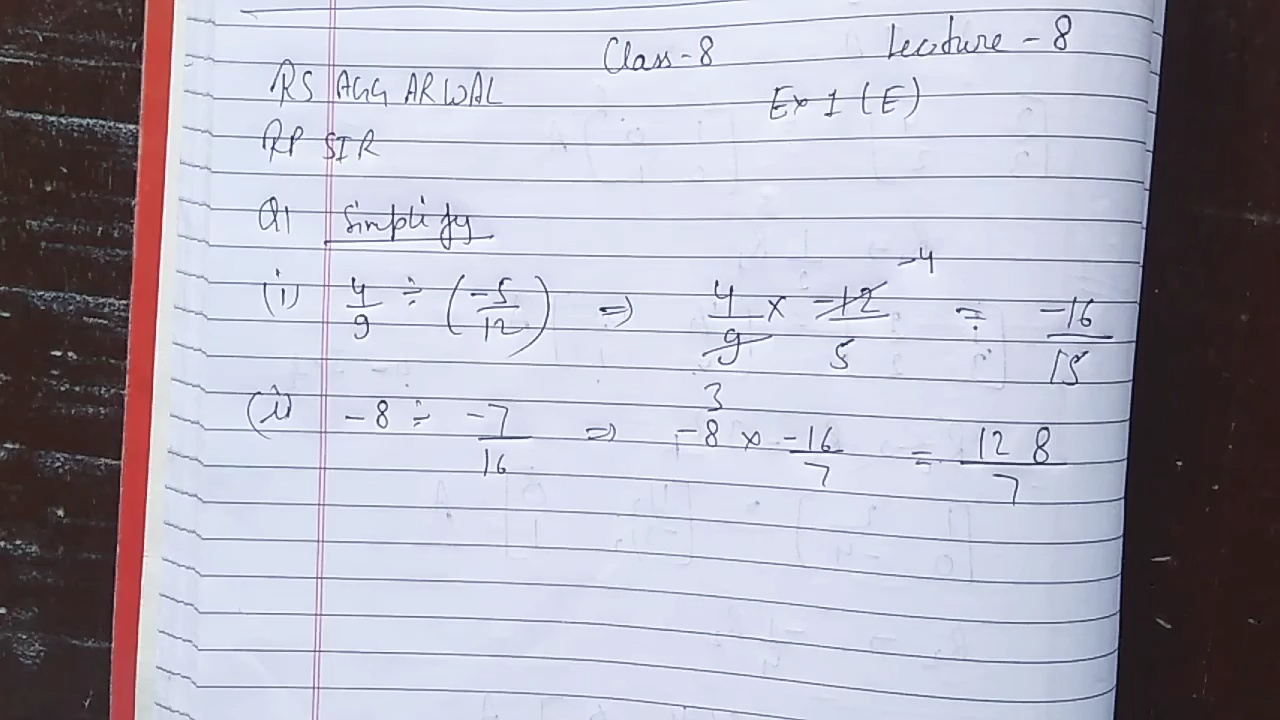 Class-8 Lecture - 8
RS AGGARWAL Ex 1 (E)
RP SIR
Q1 Simplify
(i) 4/9 ÷ (-5/12) ⇒ 4/9 3 × -12/5 -4 = -16/15
(ii) -8 ÷ -7/16 ⇒ -8 × -16/7 = 128/7